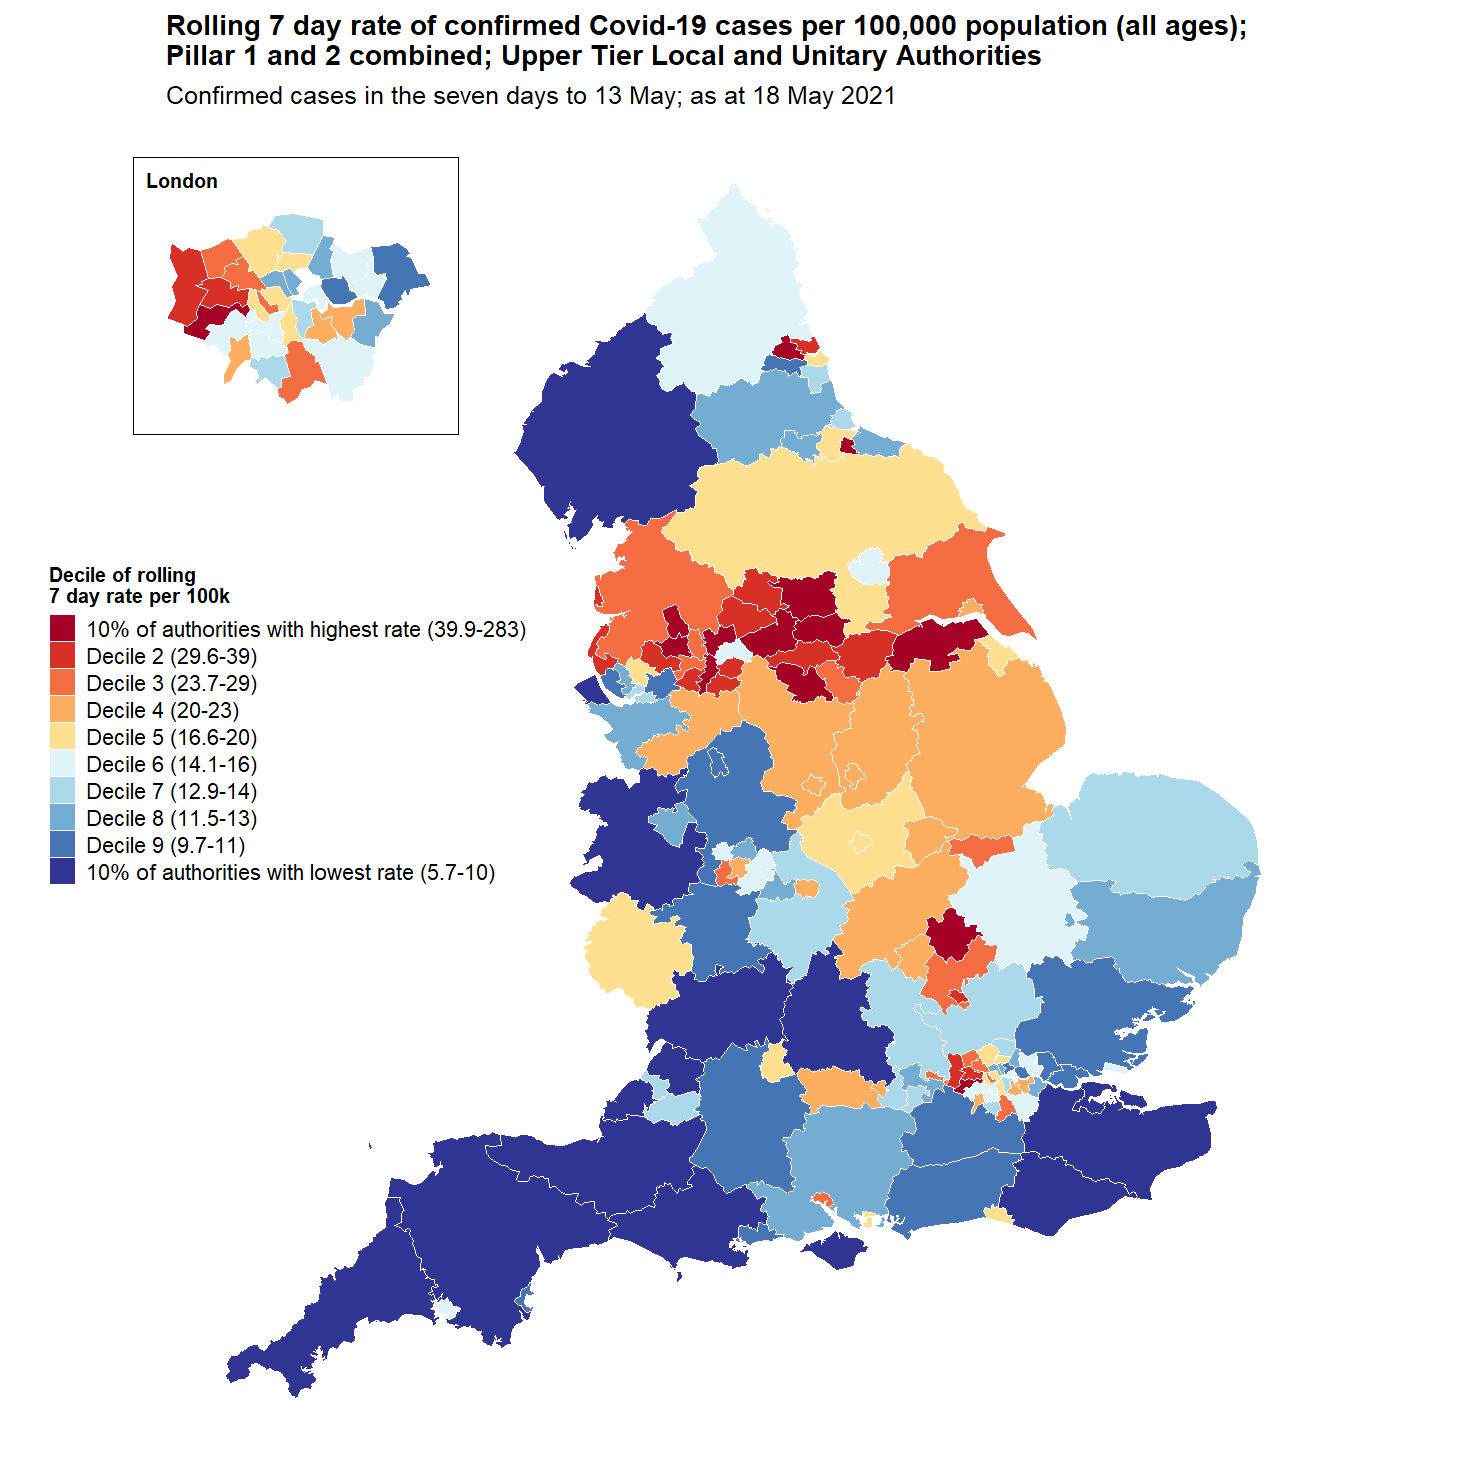 Rolling 7 day rate of confirmed Covid-19 cases per 100,000 population (all ages);
Pillar 1 and 2 combined; Upper Tier Local and Unitary Authorities
Confirmed cases in the seven days to 13 May; as at 18 May 2021
London
Decile of rolling
7 day rate per 100k
10% of authorities with highest rate (39.9-283)
Decile 2 (29.6-39)
Decile 3 (23.7-29)
Decile 4 (20-23)
Decile 5 (16.6-20)
Decile 6 (14.1-16)
Decile 7 (12.9-14)
Decile 8 (11.5-13)
Decile 9 (9.7-11)
10% of authorities with lowest rate (5.7-10)